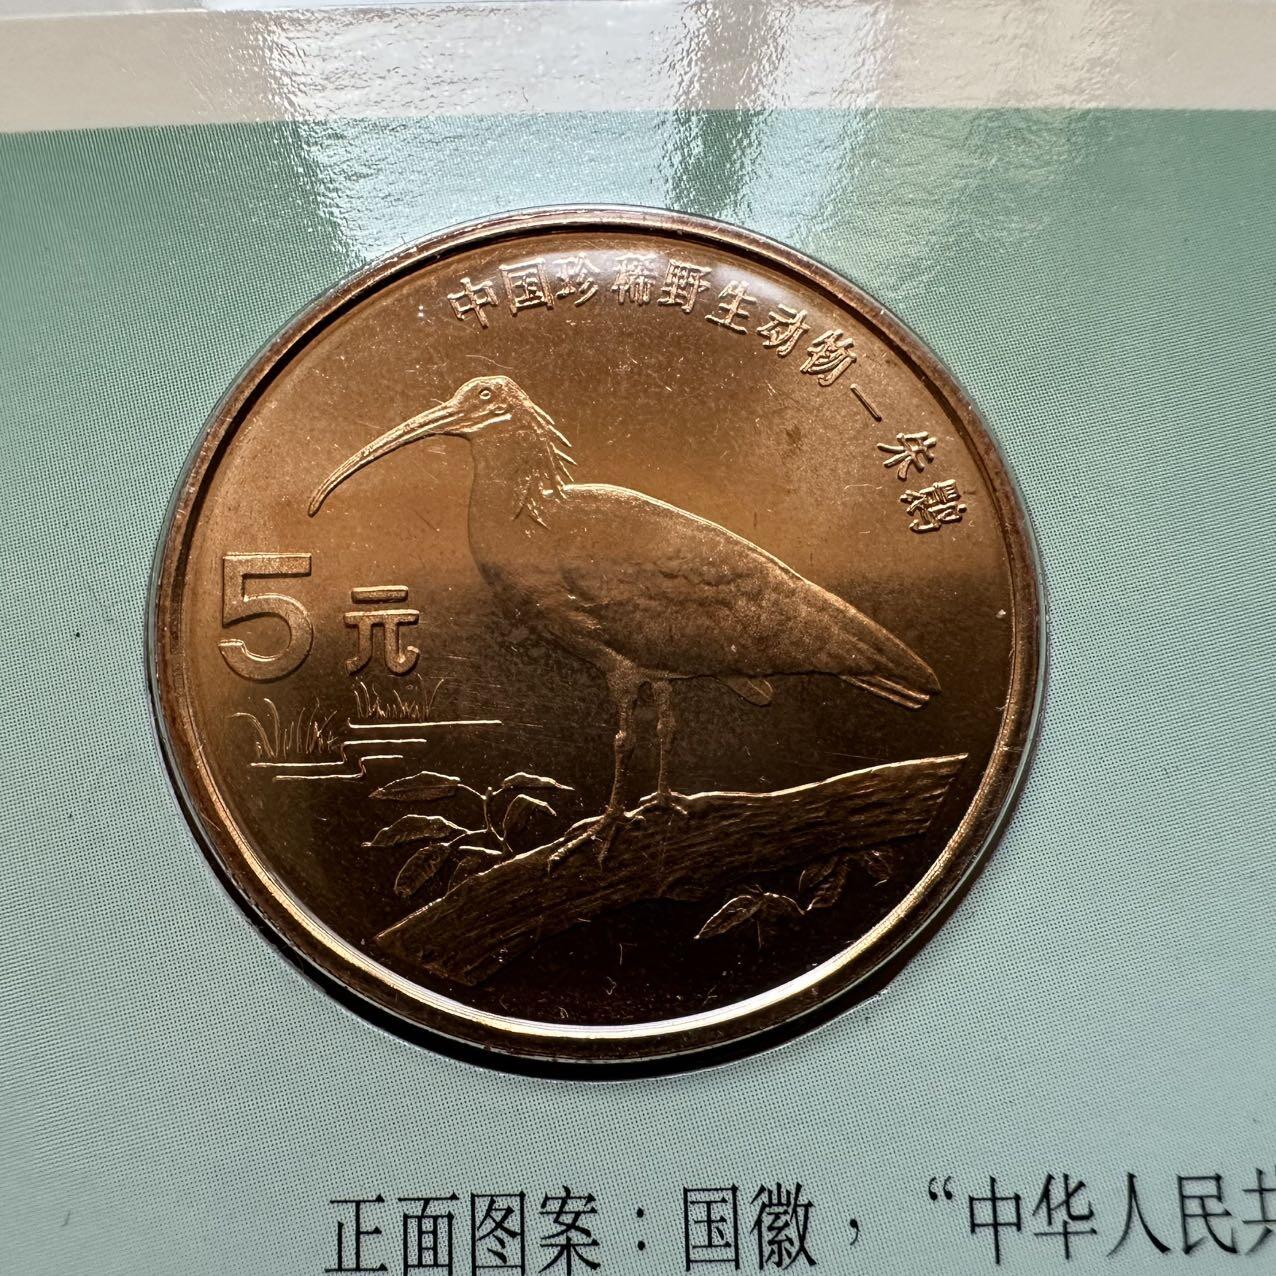 中国珍稀野生动物—朱鹮
5元
正面图案：国徽，“中华人民共